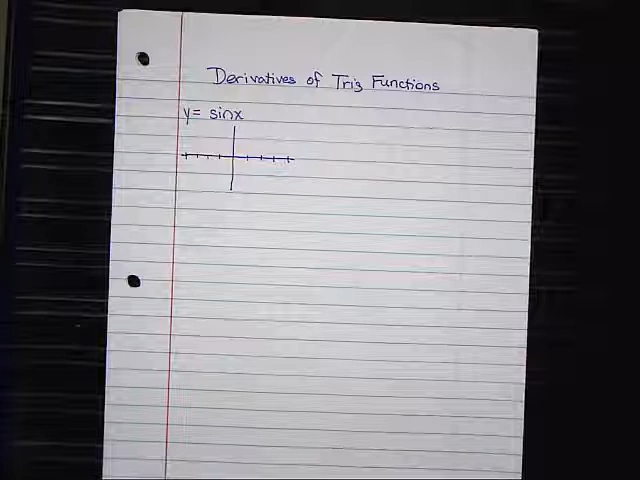 Derivatives of Trig Functions
y = sinx